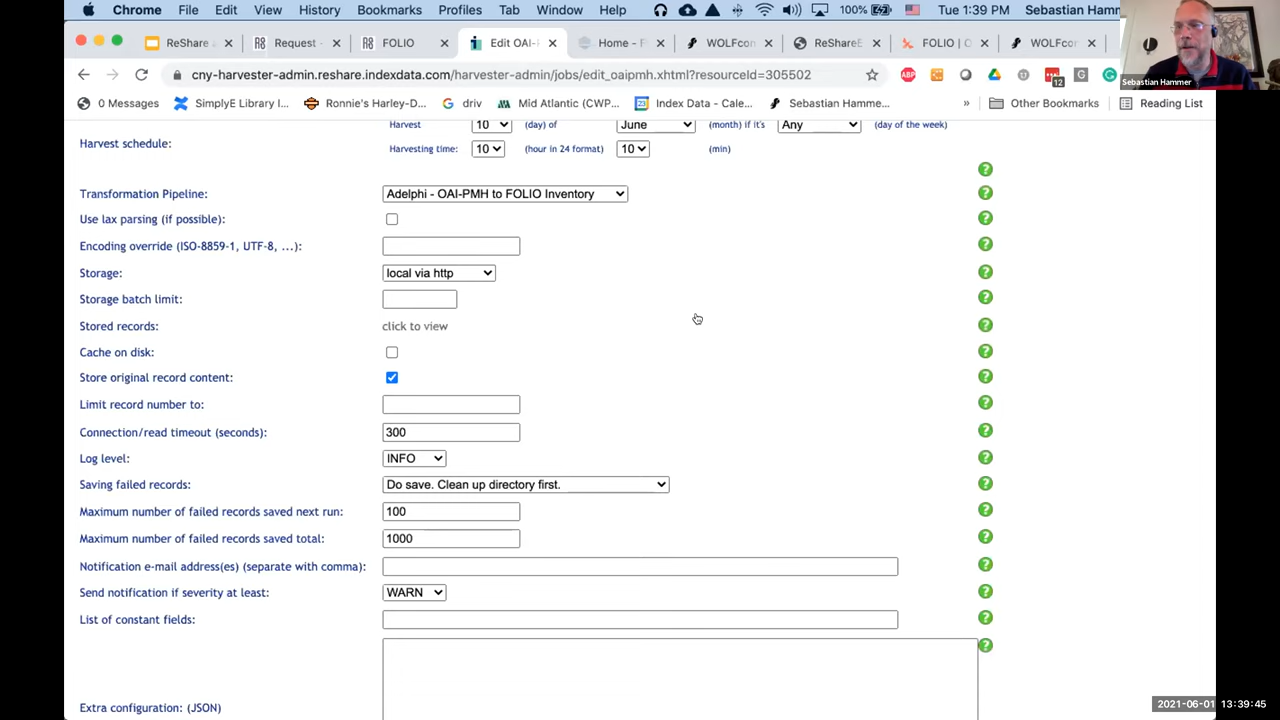 Chrome File Edit View History Bookmarks Profiles Tab Window Help 100% Tue 1:39 PM Sebastian Hamm
ReShare Request - FOLIO Edit OAI- Home - F WOLFcon ReShareE FOLIO | O WOLFcon
cny-harvester-admin.reshare.indexdata.com/harvester-admin/jobs/edit_oaipmh.xhtml?resourceId=305502
ABP 12 G
0 Messages SimplyE Library I... Ronnie's Harley-D... G driv Mid Atlantic (CWP... Index Data - Cale... Sebastian Hamme... » Other Bookmarks Reading List
Sebastian Hammer
Harvest 10 (day) of June (month) if it's Any (day of the week)
Harvest schedule:
Harvesting time: 10 (hour in 24 format) 10 (min)
?
Transformation Pipeline: Adelphi - OAI-PMH to FOLIO Inventory ?
Use lax parsing (if possible): ?
Encoding override (ISO-8859-1, UTF-8, ...): ?
Storage: local via http ?
Storage batch limit: ?
Stored records: click to view ?
Cache on disk: ?
Store original record content: ?
Limit record number to: ?
Connection/read timeout (seconds): 300 ?
Log level: INFO ?
Saving failed records: Do save. Clean up directory first. ?
Maximum number of failed records saved next run: 100 ?
Maximum number of failed records saved total: 1000 ?
Notification e-mail address(es) (separate with comma): ?
Send notification if severity at least: WARN ?
List of constant fields: ?
?
Extra configuration: (JSON)
2021-06-01 13:39:45